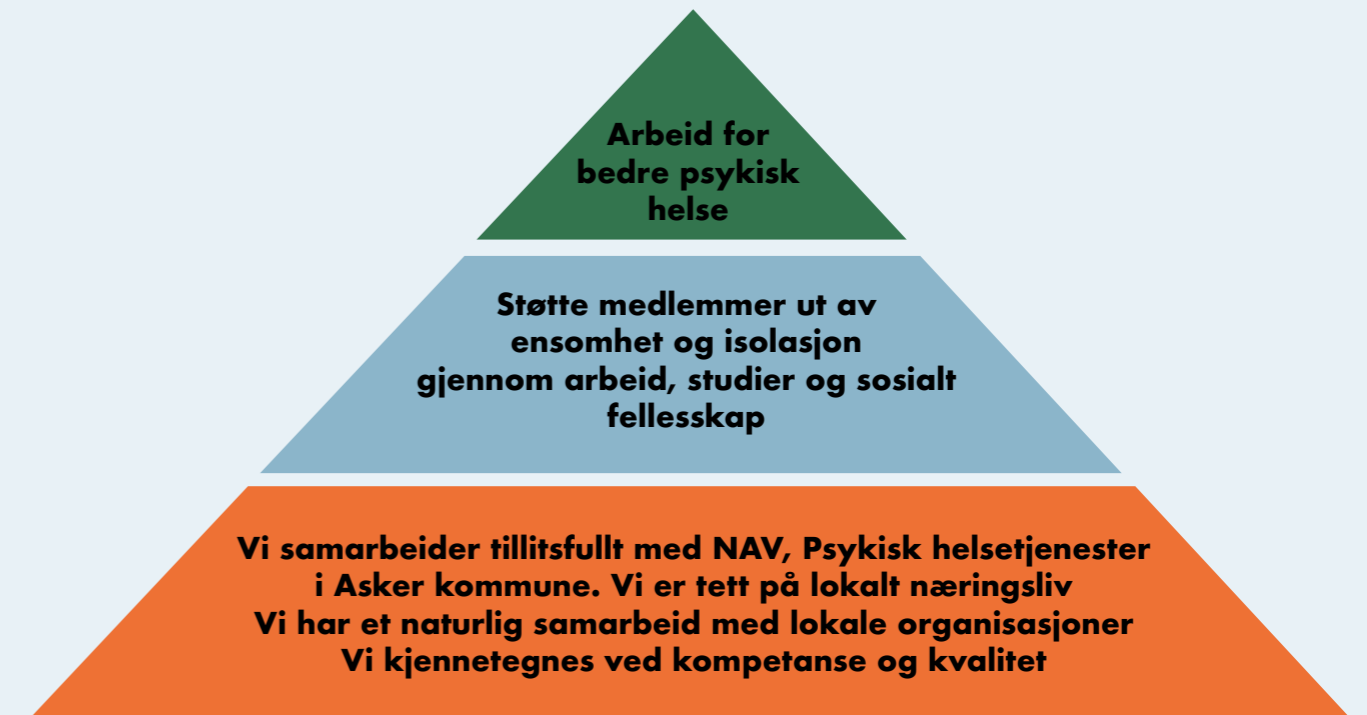 Arbeid for
bedre psykisk
helse
Støtte medlemmer ut av
ensomhet og isolasjon
gjennom arbeid, studier og sosialt
fellesskap
Vi samarbeider tillitsfullt med NAV, Psykisk helsetjenester
i Asker kommune. Vi er tett på lokalt næringsliv
Vi har et naturlig samarbeid med lokale organisasjoner
Vi kjennetegnes ved kompetanse og kvalitet